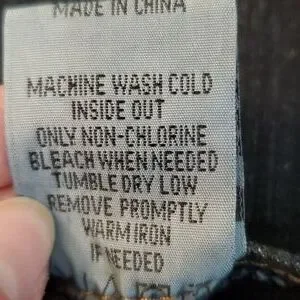 MADE IN CHINA
MACHINE WASH COLD
INSIDE OUT
ONLY NON-CHLORINE
BLEACH WHEN NEEDED
TUMBLE DRY LOW
REMOVE PROMPTLY
WARM IRON
IF NEEDED